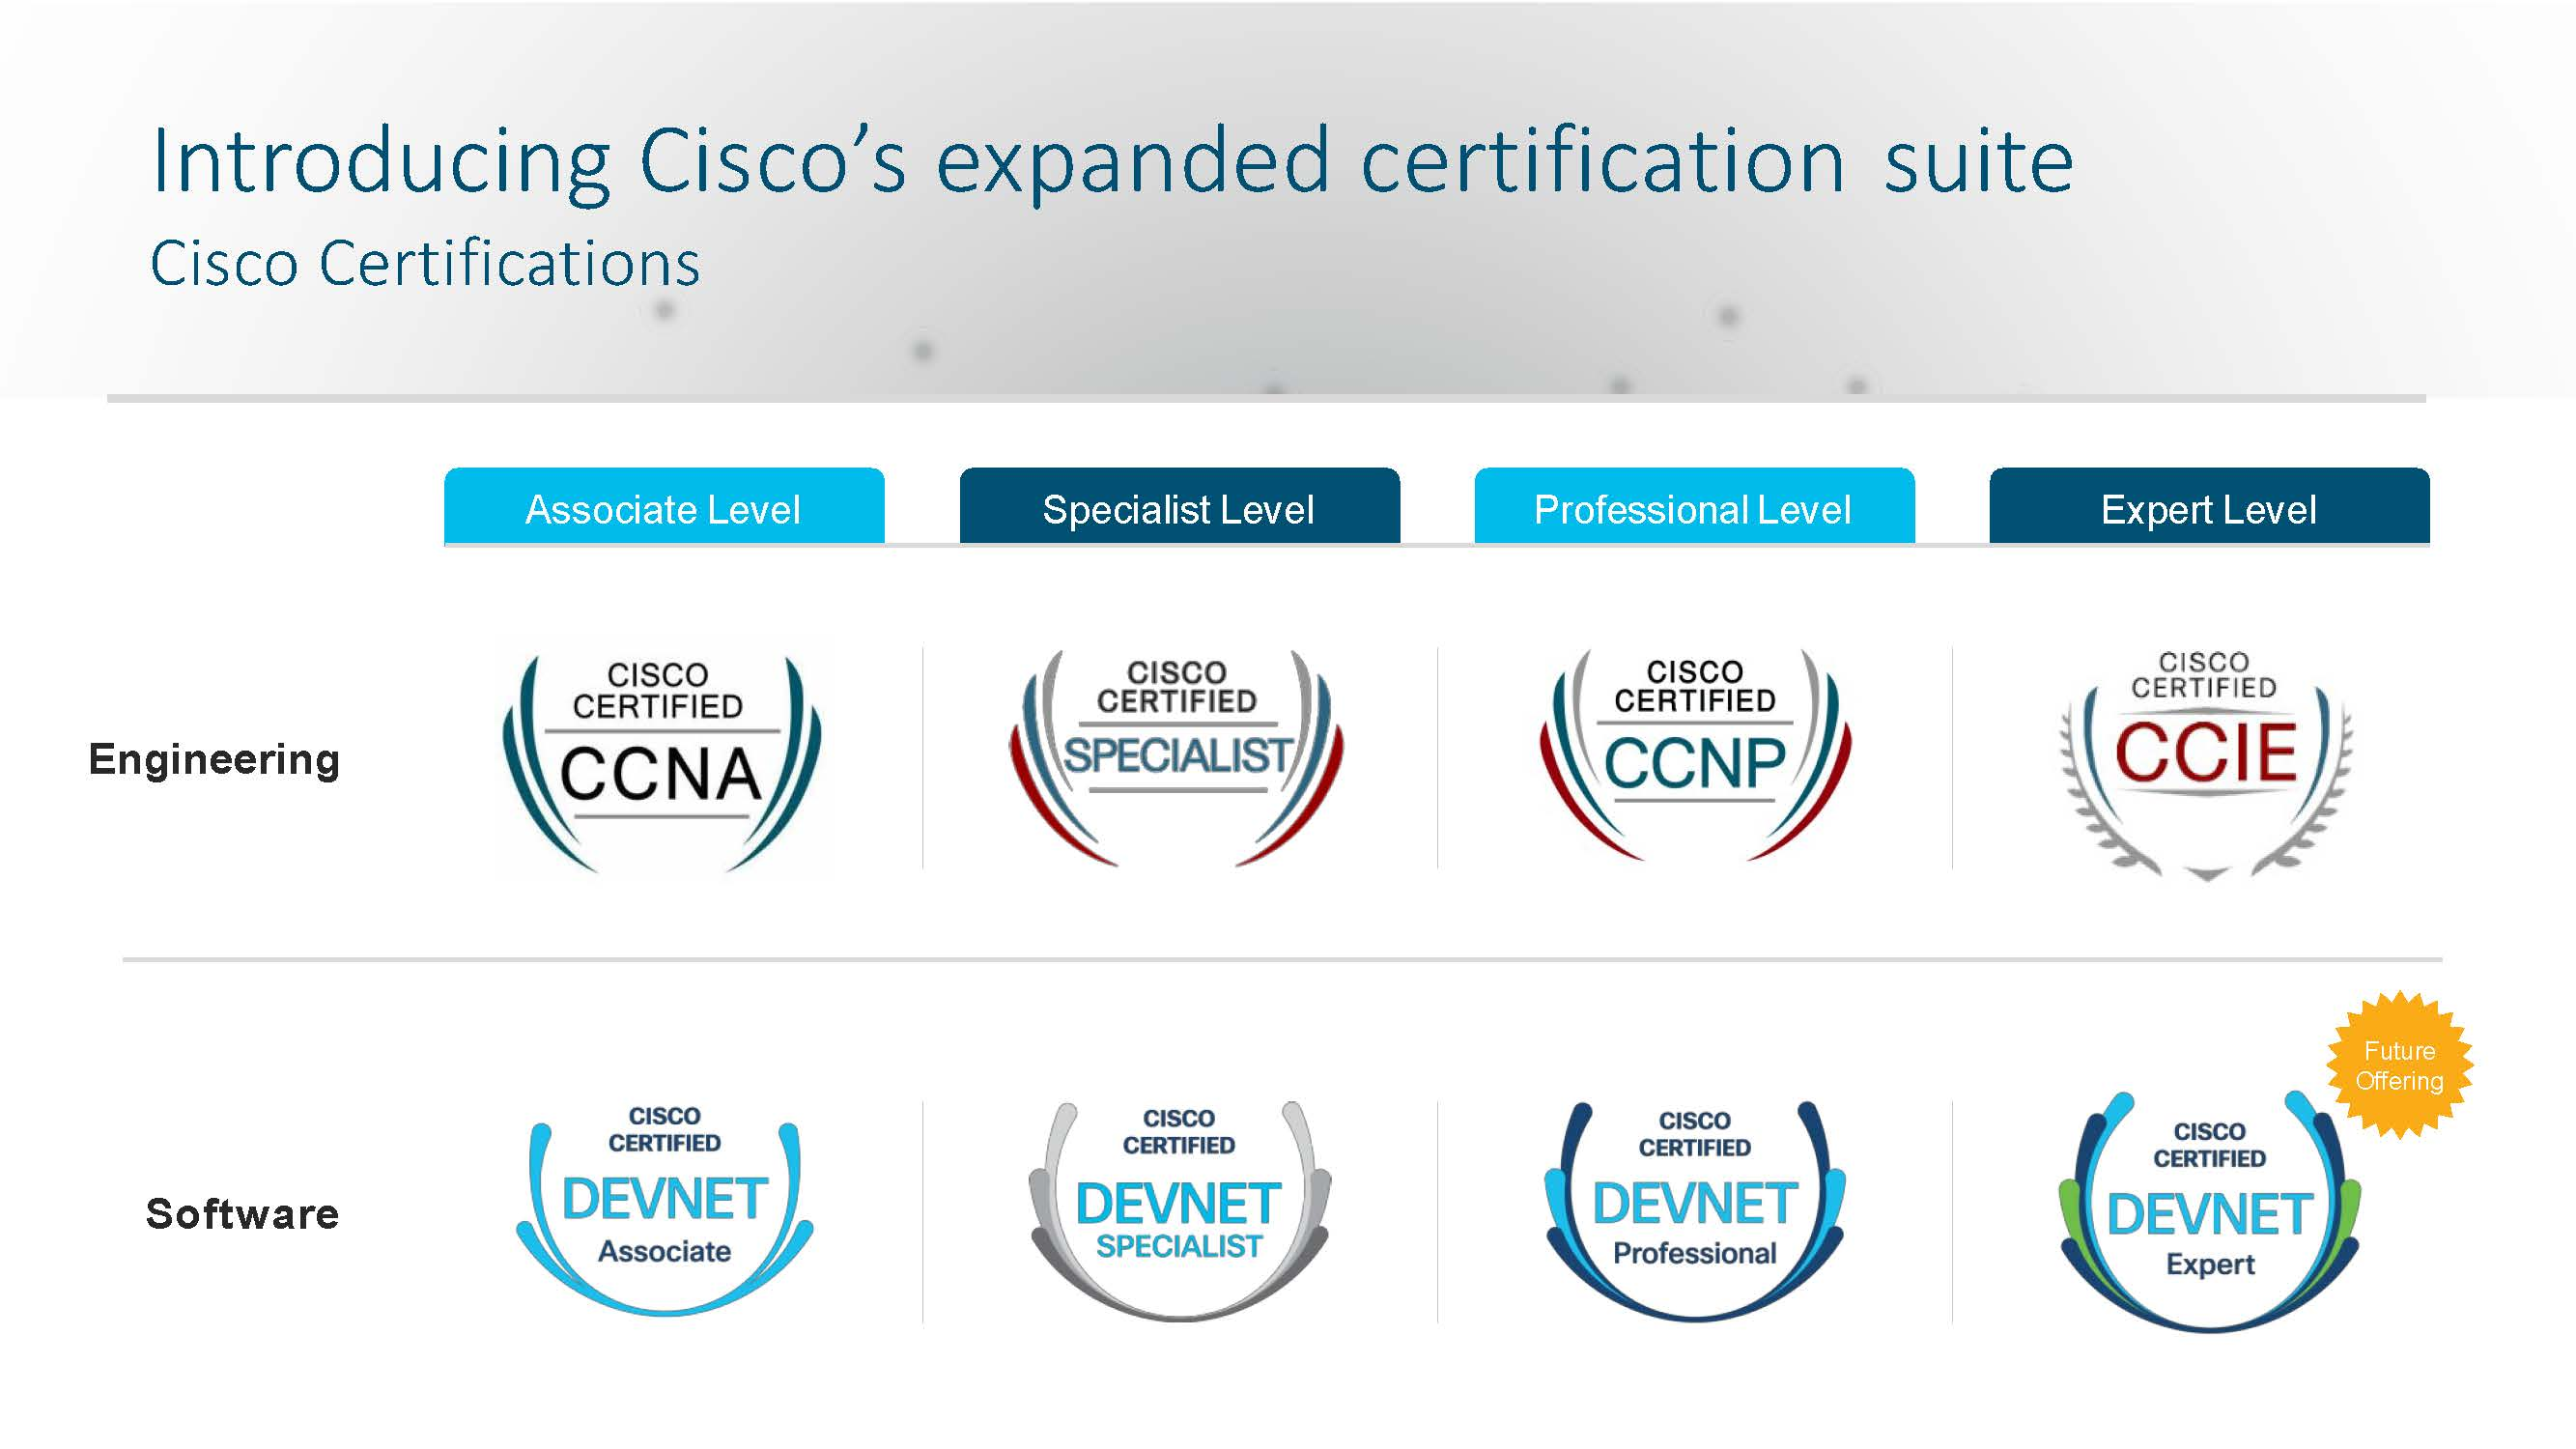 Introducing Cisco’s expanded certification suite
Cisco Certifications
Associate Level
Specialist Level
Professional Level
Expert Level
Engineering
CISCO
CERTIFIED
CCNA
CISCO
CERTIFIED
SPECIALIST
CISCO
CERTIFIED
CCNP
CISCO
CERTIFIED
CCIE
Software
CISCO
CERTIFIED
DEVNET
Associate
CISCO
CERTIFIED
DEVNET
SPECIALIST
CISCO
CERTIFIED
DEVNET
Professional
Future
Offering
CISCO
CERTIFIED
DEVNET
Expert